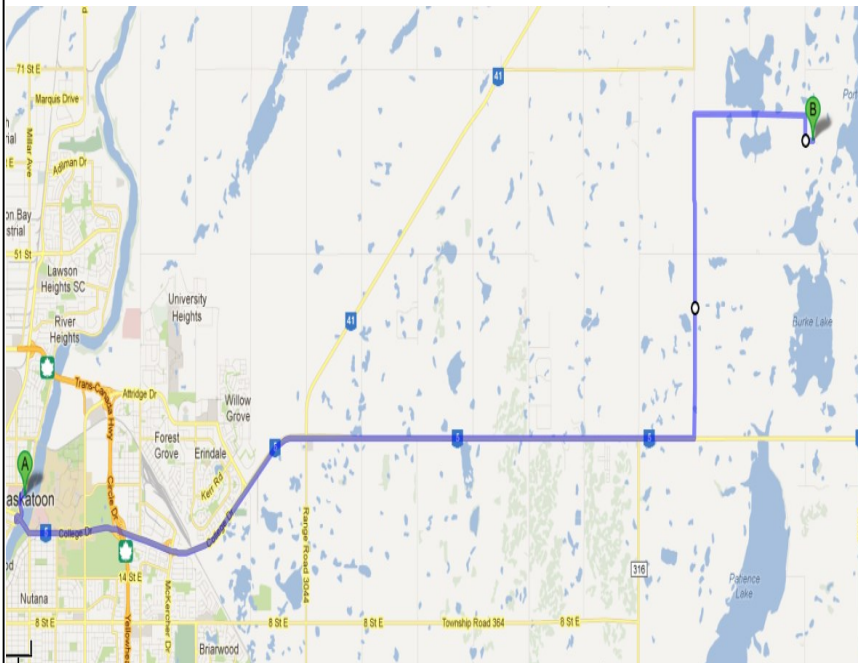 71 St E
41
Marquis Drive
Millar Ave
Adilman Dr
B
51 St
Lawson
Heights SC
University
Heights
River
Heights
41
Burke Lake
Trans-Canada Hwy
Attridge Dr
Willow
Grove
Forest
Grove
Erindale
Kerr Rd
5
5
5
A
askatoon
Circle Dr
College Dr
5
College Dr
Range Road 3044
14 St E
McKercher Dr
316
Patience
Lake
Nutana
8 St E
8 St E
Township Road 364
8 St E
Briarwood